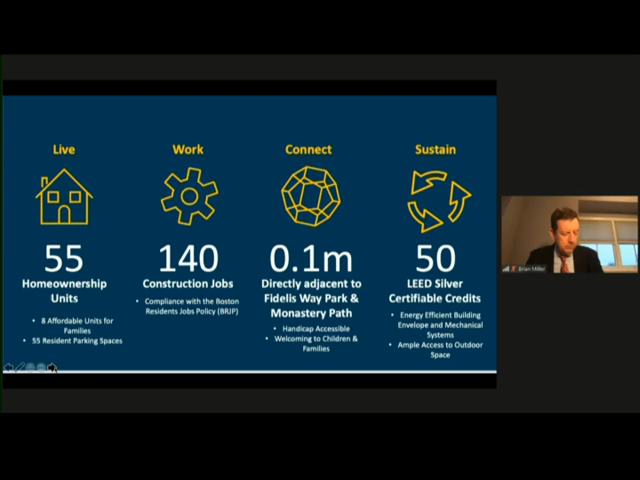 Live
55
Homeownership
Units
• 8 Affordable Units for
Families
• 55 Resident Parking Spaces
Work
140
Construction Jobs
• Compliance with the Boston
Residents Jobs Policy (BRJP)
Connect
0.1m
Directly adjacent to
Fidelis Way Park &
Monastery Path
• Handicap Accessible
• Welcoming to Children &
Families
Sustain
50
LEED Silver
Certifiable Credits
• Energy Efficient Building
Envelope and Mechanical
Systems
• Ample Access to Outdoor
Space
Brian Miller